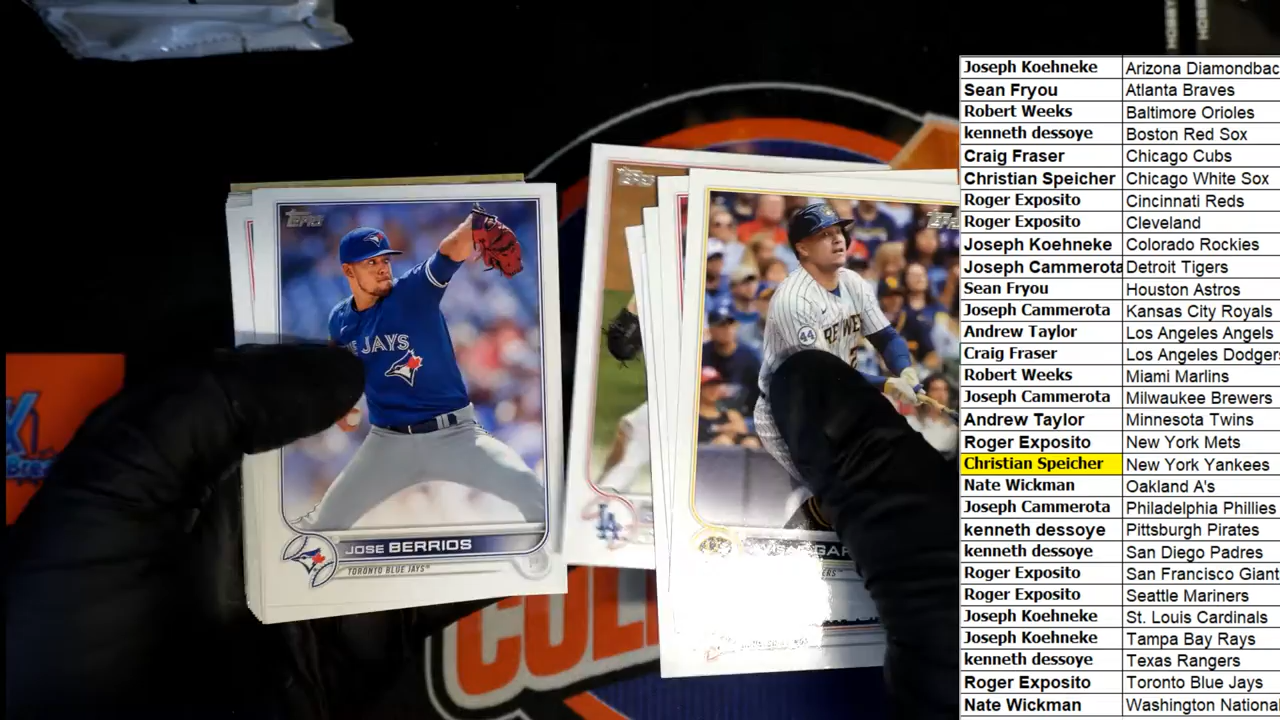 TOPPS
JAYS
JOSE BERRIOS
TORONTO BLUE JAYS
TOPPS
44
COLL
Joseph Koehneke Arizona Diamondbac
Sean Fryou Atlanta Braves
Robert Weeks Baltimore Orioles
kenneth dessoye Boston Red Sox
Craig Fraser Chicago Cubs
Christian Speicher Chicago White Sox
Roger Exposito Cincinnati Reds
Roger Exposito Cleveland
Joseph Koehneke Colorado Rockies
Joseph Cammerota Detroit Tigers
Sean Fryou Houston Astros
Joseph Cammerota Kansas City Royals
Andrew Taylor Los Angeles Angels
Craig Fraser Los Angeles Dodgers
Robert Weeks Miami Marlins
Joseph Cammerota Milwaukee Brewers
Andrew Taylor Minnesota Twins
Roger Exposito New York Mets
Christian Speicher New York Yankees
Nate Wickman Oakland A's
Joseph Cammerota Philadelphia Phillies
kenneth dessoye Pittsburgh Pirates
kenneth dessoye San Diego Padres
Roger Exposito San Francisco Giant
Roger Exposito Seattle Mariners
Joseph Koehneke St. Louis Cardinals
Joseph Koehneke Tampa Bay Rays
kenneth dessoye Texas Rangers
Roger Exposito Toronto Blue Jays
Nate Wickman Washington National